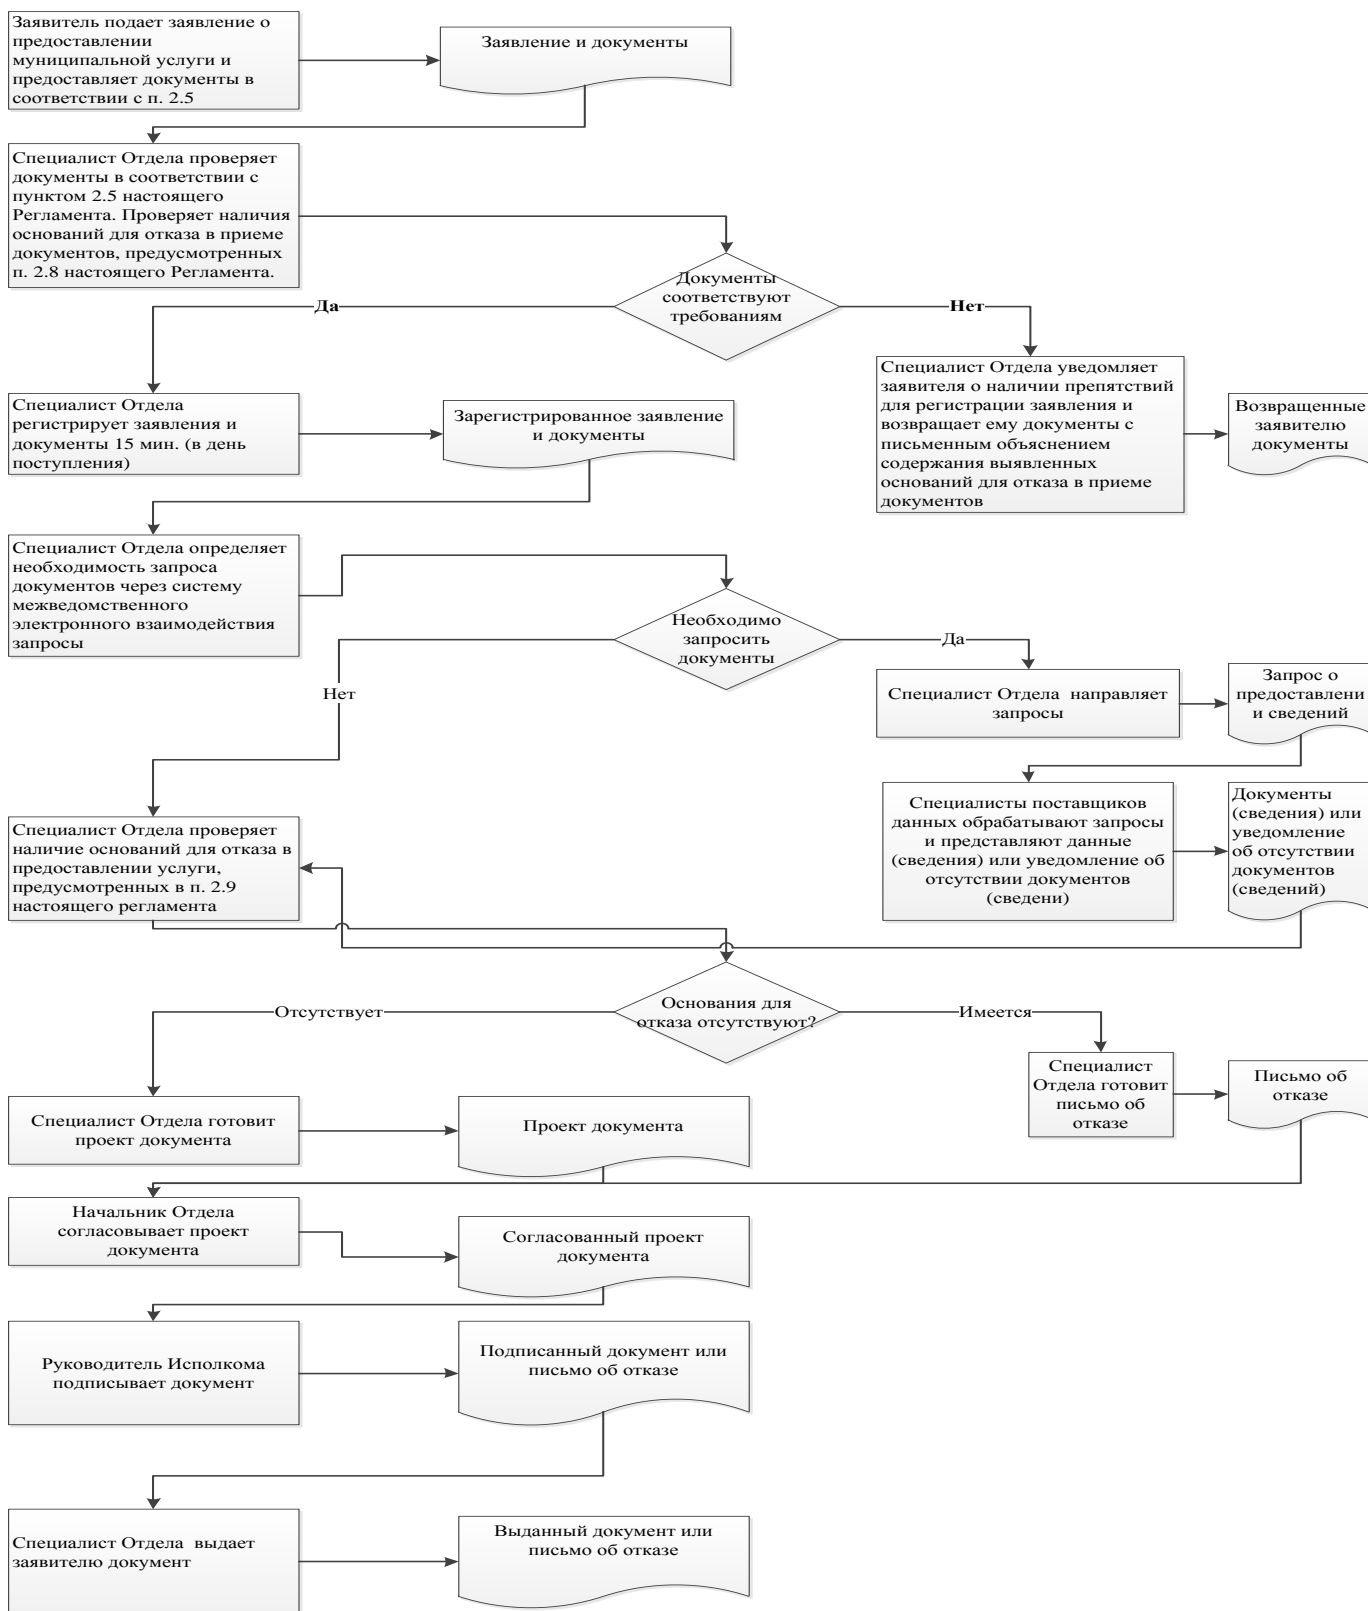 Заявитель подает заявление о
предоставлении
муниципальной услуги и
предоставляет документы в
соответствии с п. 2.5
Заявление и документы
Специалист Отдела проверяет
документы в соответствии с
пунктом 2.5 настоящего
Регламента. Проверяет наличия
оснований для отказа в приеме
документов, предусмотренных
п. 2.8 настоящего Регламента.
Документы
соответствуют
требованиям
Да
Нет
Специалист Отдела
регистрирует заявления и
документы 15 мин. (в день
поступления)
Зарегистрированное заявление
и документы
Специалист Отдела уведомляет
заявителя о наличии препятствий
для регистрации заявления и
возвращает ему документы с
письменным объяснением
содержания выявленных
оснований для отказа в приеме
документов
Возвращенные
заявителю
документы
Специалист Отдела определяет
необходимость запроса
документов через систему
межведомственного
электронного взаимодействия
запросы
Необходимо
запросить
документы
Да
Нет
Специалист Отдела  направляет
запросы
Запрос о
предоставлени
и сведений
Специалисты поставщиков
данных обрабатывают запросы
и представляют данные
(сведения) или уведомление об
отсутствии документов
(сведени)
Документы
(сведения) или
уведомление
об отсутствии
документов
(сведений)
Специалист Отдела проверяет
наличие оснований для отказа в
предоставлении услуги,
предусмотренных в п. 2.9
настоящего регламента
Основания для
отказа отсутствуют?
Отсутствует
Имеется
Специалист
Отдела готовит
письмо об
отказе
Письмо об
отказе
Специалист Отдела готовит
проект документа
Проект документа
Начальник Отдела
согласовывает проект
документа
Согласованный проект
документа
Руководитель Исполкома
подписывает документ
Подписанный документ или
письмо об отказе
Специалист Отдела  выдает
заявителю документ
Выданный документ или
письмо об отказе